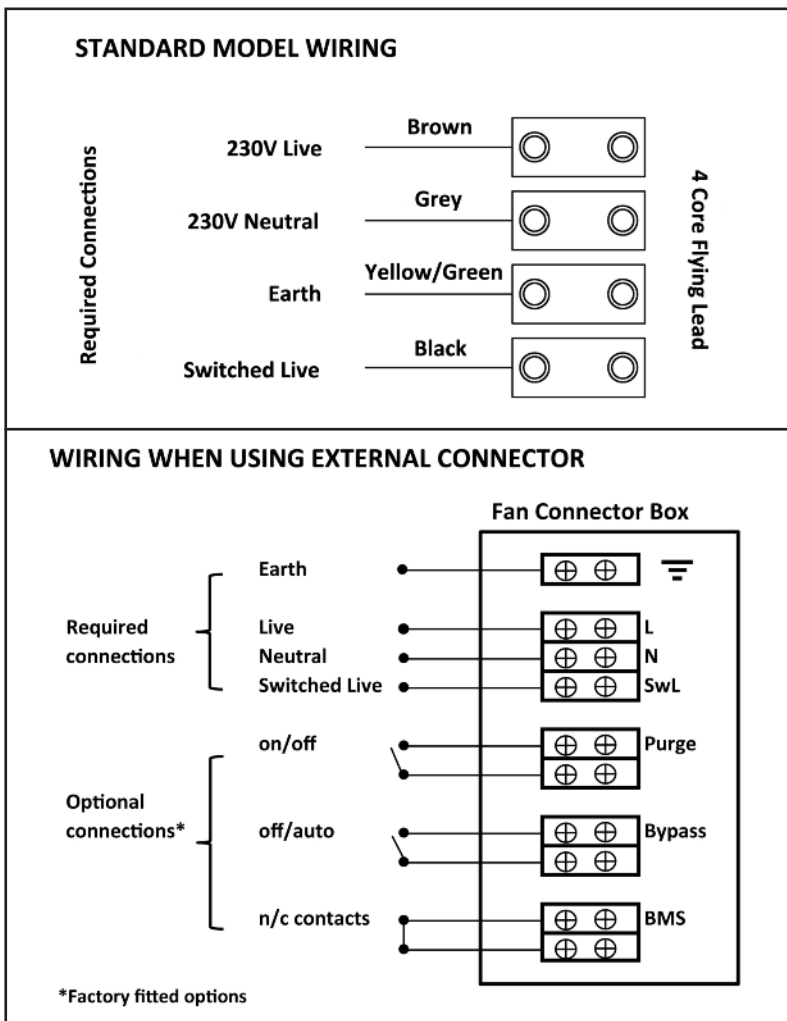 STANDARD MODEL WIRING
Required Connections
230V Live
Brown
230V Neutral
Grey
Earth
Yellow/Green
Switched Live
Black
4 Core Flying Lead
WIRING WHEN USING EXTERNAL CONNECTOR
Fan Connector Box
Required
connections
Earth
Live
L
Neutral
N
Switched Live
SwL
Optional
connections*
on/off
Purge
off/auto
Bypass
n/c contacts
BMS
*Factory fitted options